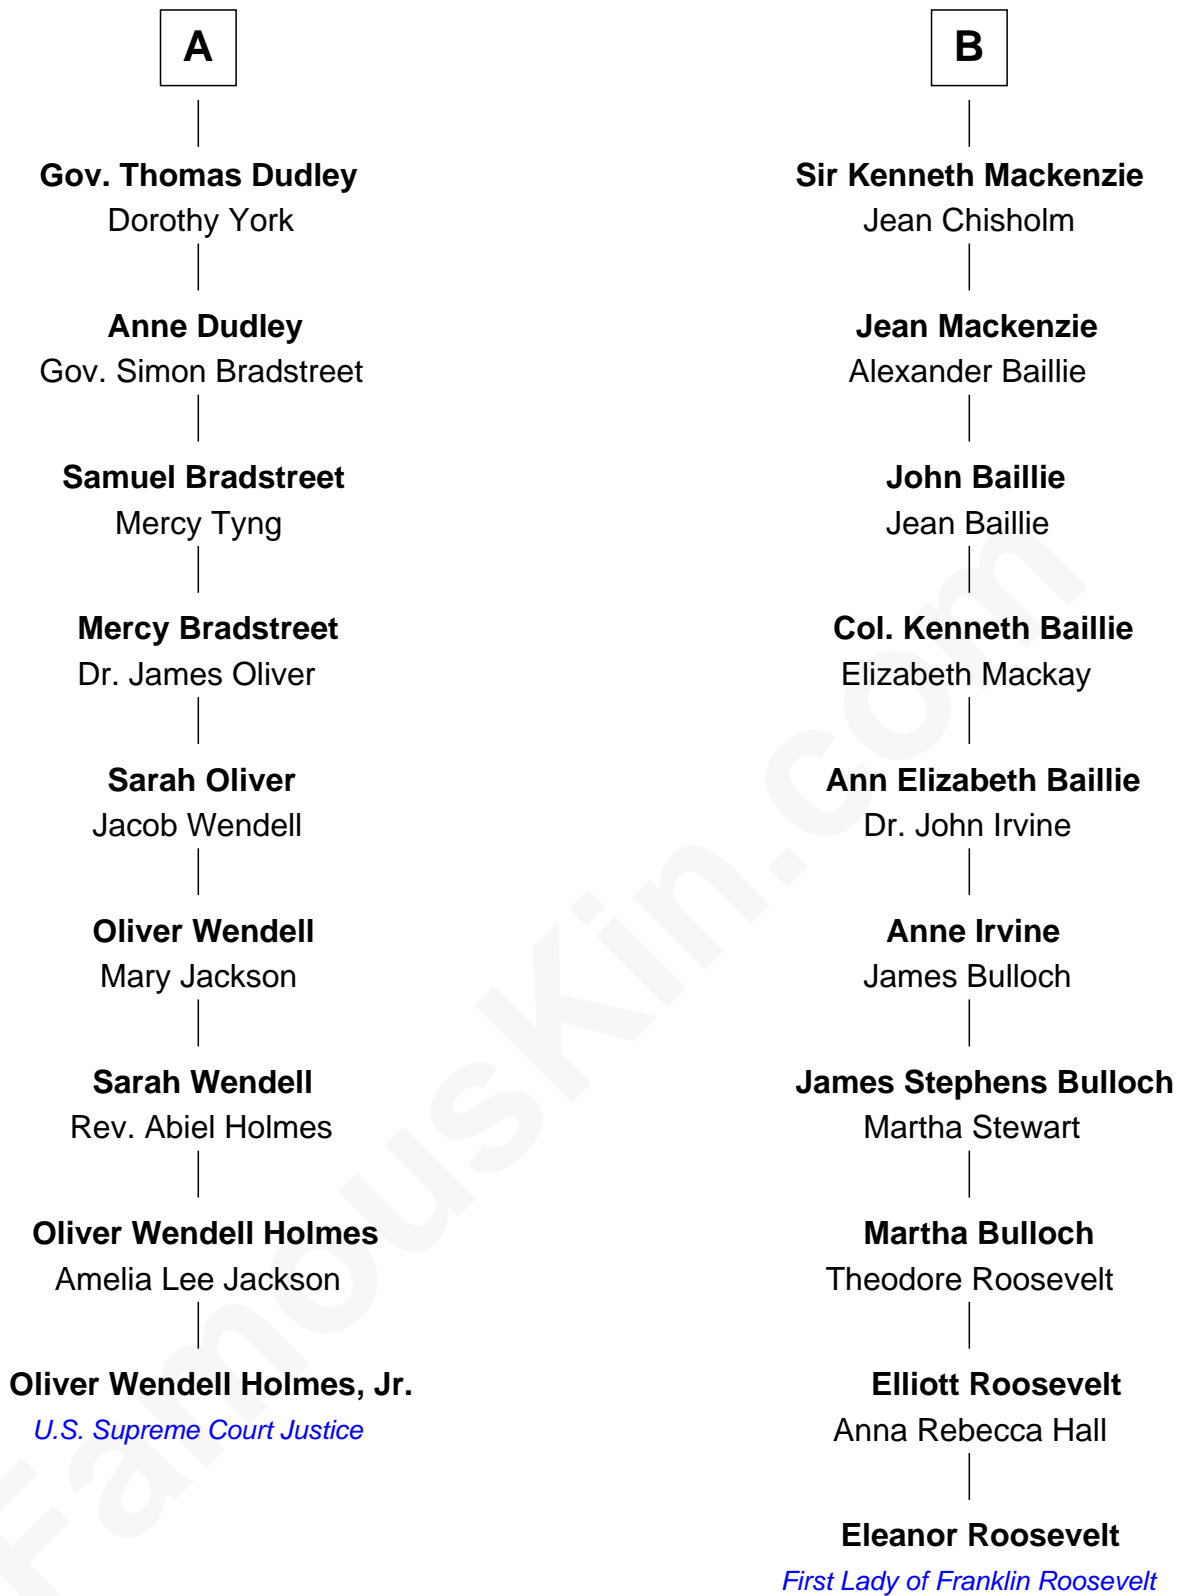 A
Gov. Thomas Dudley
Dorothy York
Anne Dudley
Gov. Simon Bradstreet
Samuel Bradstreet
Mercy Tyng
Mercy Bradstreet
Dr. James Oliver
Sarah Oliver
Jacob Wendell
Oliver Wendell
Mary Jackson
Sarah Wendell
Rev. Abiel Holmes
Oliver Wendell Holmes
Amelia Lee Jackson
Oliver Wendell Holmes, Jr.
U.S. Supreme Court Justice
B
Sir Kenneth Mackenzie
Jean Chisholm
Jean Mackenzie
Alexander Baillie
John Baillie
Jean Baillie
Col. Kenneth Baillie
Elizabeth Mackay
Ann Elizabeth Baillie
Dr. John Irvine
Anne Irvine
James Bulloch
James Stephens Bulloch
Martha Stewart
Martha Bulloch
Theodore Roosevelt
Elliott Roosevelt
Anna Rebecca Hall
Eleanor Roosevelt
First Lady of Franklin Roosevelt
FamousKin.com